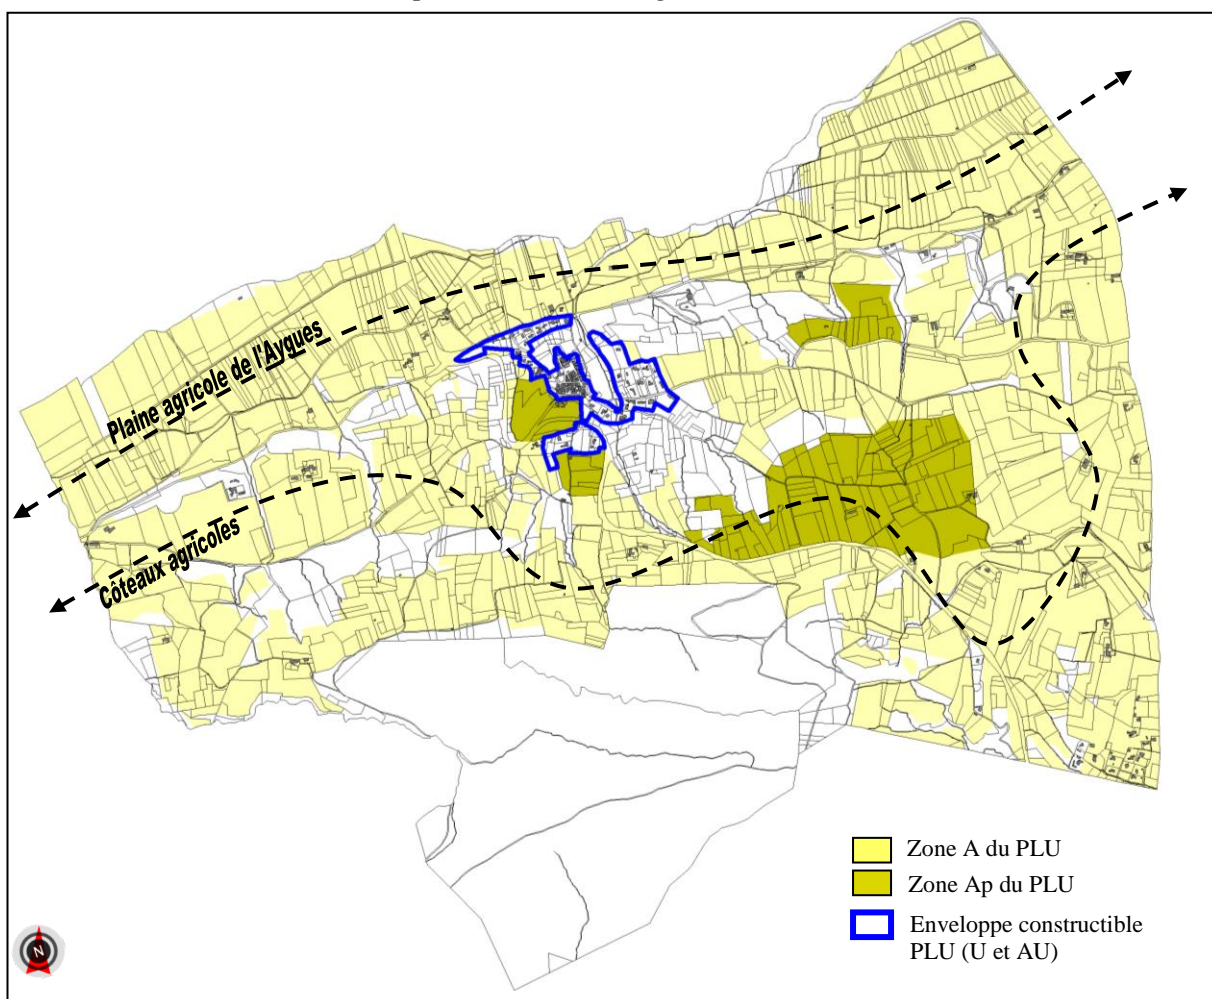 Plaine agricole de l'Aygues
Côteaux agricoles
Zone A du PLU
Zone Ap du PLU
Enveloppe constructible
PLU (U et AU)
N